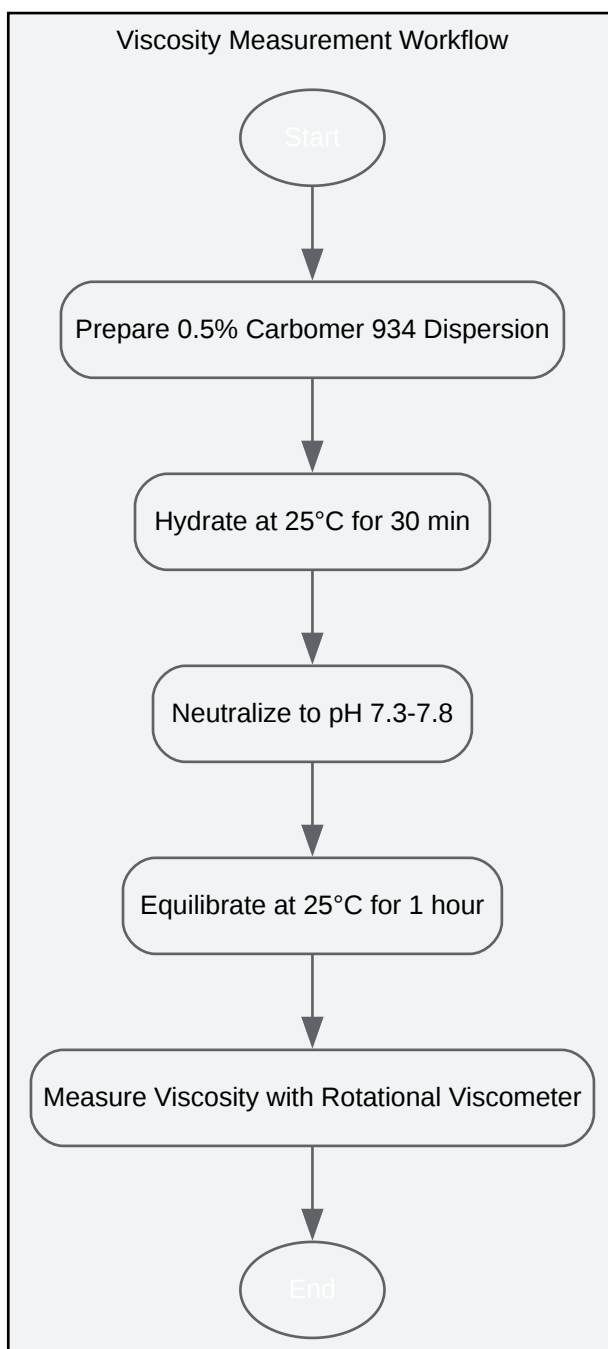 Viscosity Measurement Workflow
Start
Prepare 0.5% Carbomer 934 Dispersion
Hydrate at 25°C for 30 min
Neutralize to pH 7.3-7.8
Equilibrate at 25°C for 1 hour
Measure Viscosity with Rotational Viscometer
End